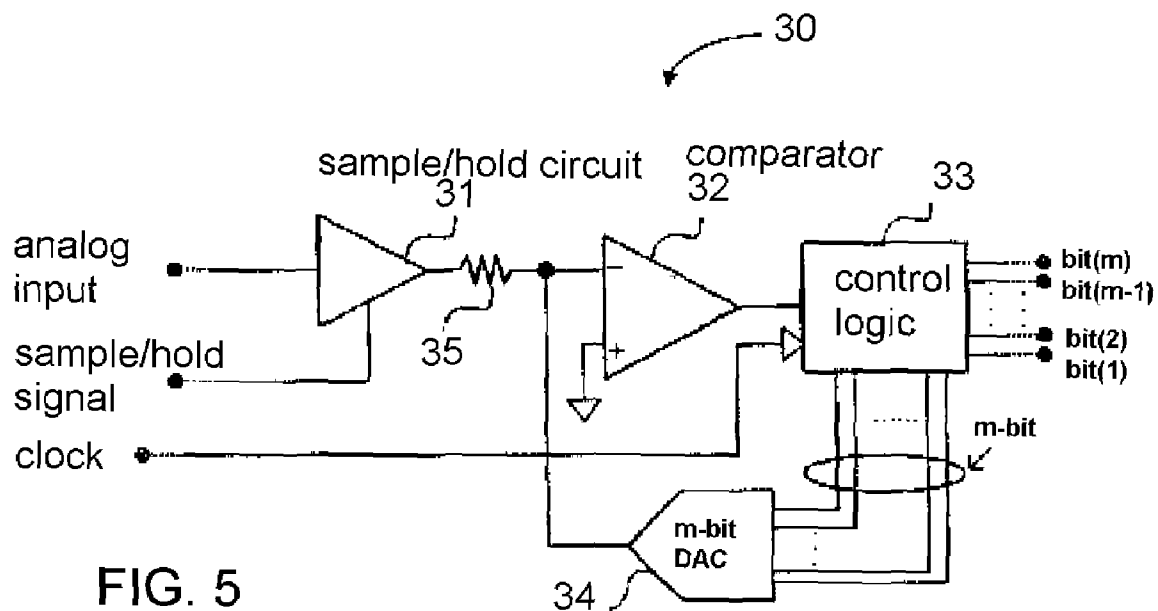 30
sample/hold circuit
comparator
31
32
33
analog
input
35
−
+
control
logic
bit(m)
bit(m-1)
bit(2)
bit(1)
sample/hold
signal
clock
m-bit
m-bit
DAC
34
FIG. 5